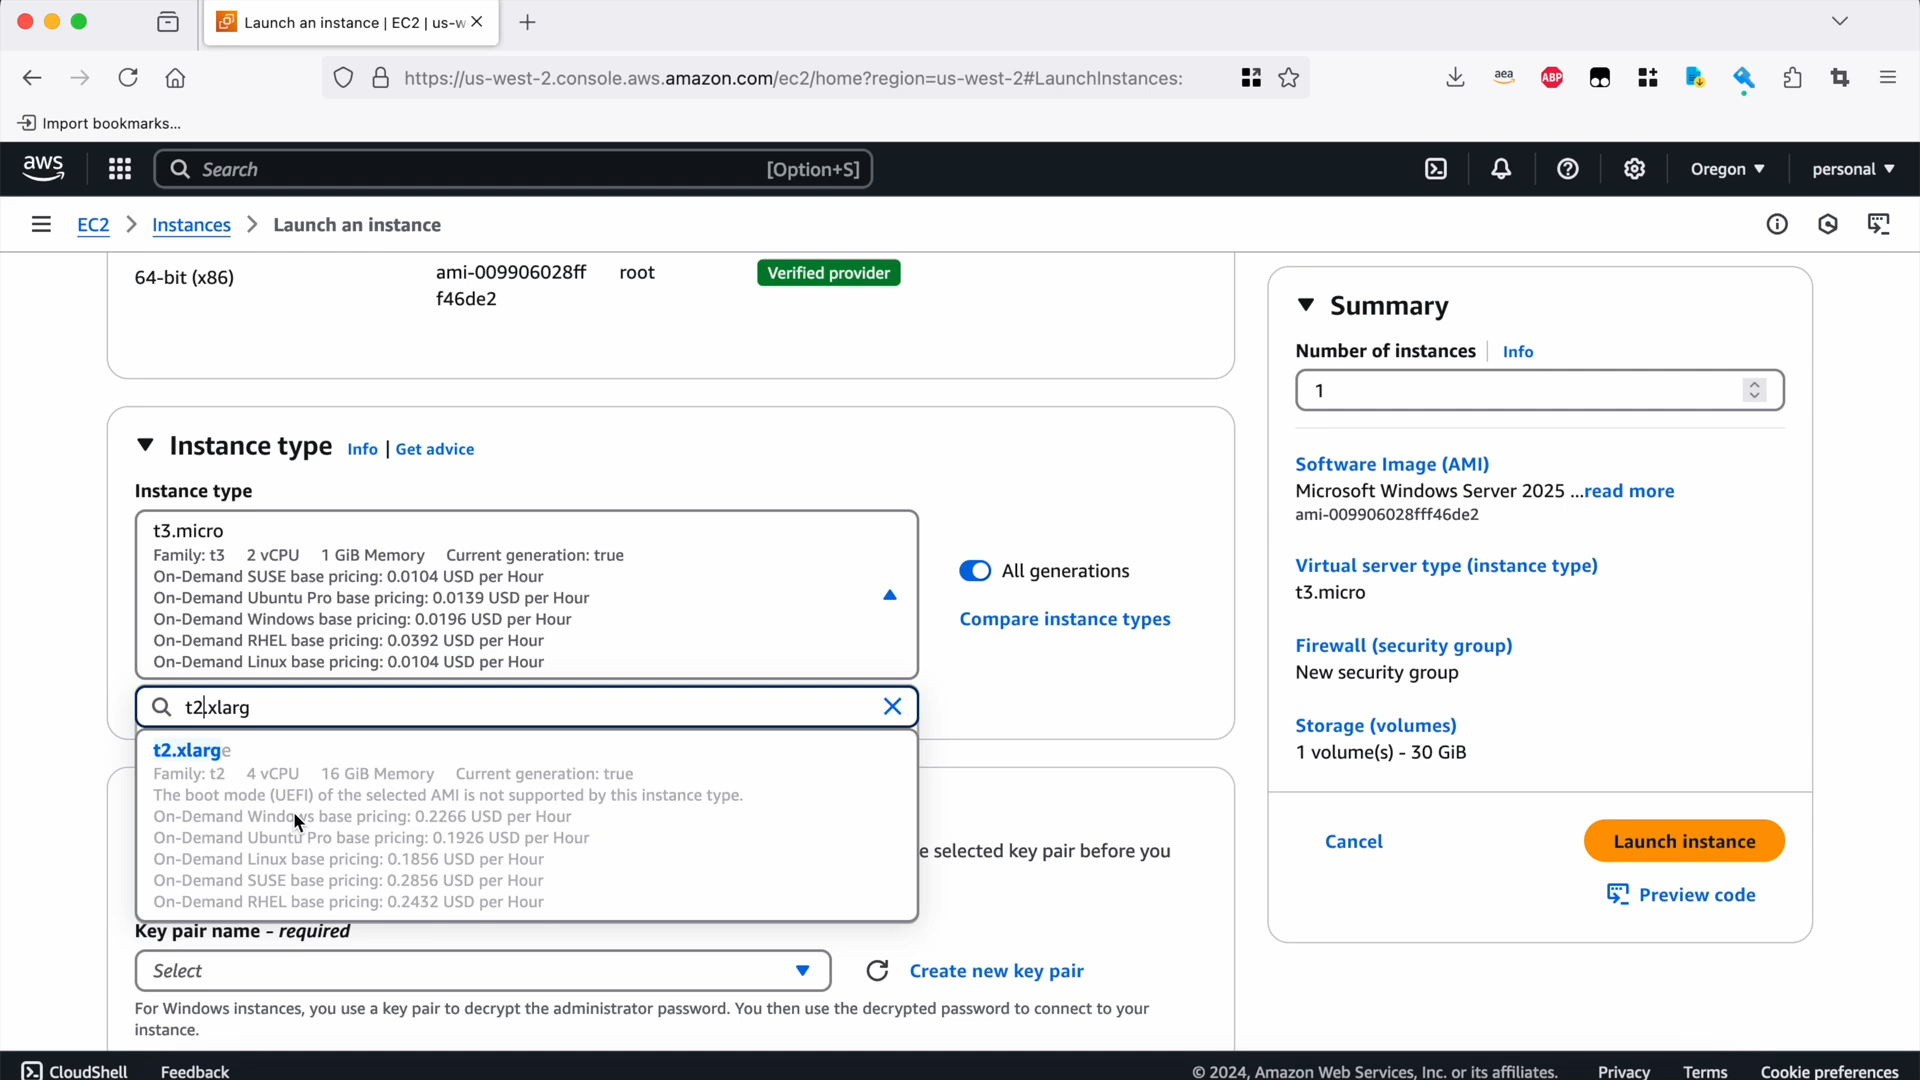 Launch an instance | EC2 | us-w
https://us-west-2.console.aws.amazon.com/ec2/home?region=us-west-2#LaunchInstances:
aea
ABP
Import bookmarks...
aws
Search
[Option+S]
Oregon
personal
EC2
Instances
Launch an instance
64-bit (x86)
ami-009906028ff
f46de2
root
Verified provider
Instance type
Info | Get advice
Instance type
t3.micro
Family: t3 2 vCPU 1 GiB Memory Current generation: true
On-Demand SUSE base pricing: 0.0104 USD per Hour
On-Demand Ubuntu Pro base pricing: 0.0139 USD per Hour
On-Demand Windows base pricing: 0.0196 USD per Hour
On-Demand RHEL base pricing: 0.0392 USD per Hour
On-Demand Linux base pricing: 0.0104 USD per Hour
All generations
Compare instance types
t2.xlarg
t2.xlarge
Family: t2 4 vCPU 16 GiB Memory Current generation: true
The boot mode (UEFI) of the selected AMI is not supported by this instance type.
On-Demand Windows base pricing: 0.2266 USD per Hour
On-Demand Ubuntu Pro base pricing: 0.1926 USD per Hour
On-Demand Linux base pricing: 0.1856 USD per Hour
On-Demand SUSE base pricing: 0.2856 USD per Hour
On-Demand RHEL base pricing: 0.2432 USD per Hour
e selected key pair before you
Key pair name - required
Select
Create new key pair
For Windows instances, you use a key pair to decrypt the administrator password. You then use the decrypted password to connect to your
instance.
Summary
Number of instances
Info
1
Software Image (AMI)
Microsoft Windows Server 2025 ...read more
ami-009906028fff46de2
Virtual server type (instance type)
t3.micro
Firewall (security group)
New security group
Storage (volumes)
1 volume(s) - 30 GiB
Cancel
Launch instance
Preview code
CloudShell
Feedback
© 2024, Amazon Web Services, Inc. or its affiliates.
Privacy
Terms
Cookie preferences